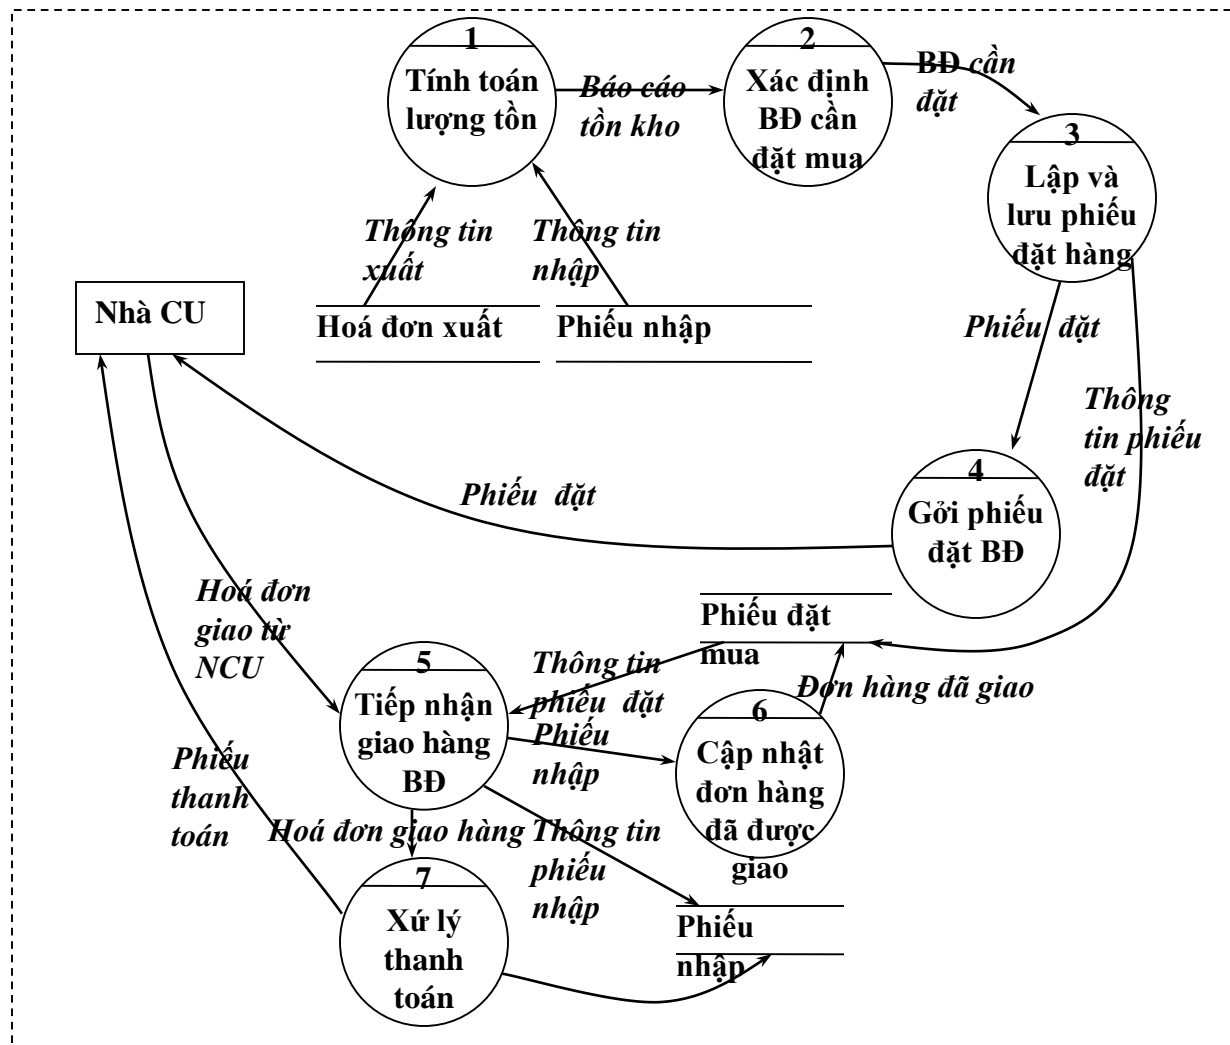 1
Tính toán
lượng tồn
Báo cáo
tồn kho
2
Xác định
BĐ cần
đặt mua
BĐ cần
đặt
3
Lập và
lưu phiếu
đặt hàng
Thông tin
xuất
Thông tin
nhập
Nhà CU
Hoá đơn xuất
Phiếu nhập
Phiếu đặt
Thông
tin phiếu
đặt
4
Gởi phiếu
đặt BĐ
Phiếu đặt
Hoá đơn
giao từ
NCU
Phiếu đặt
mua
5
Tiếp nhận
giao hàng
BĐ
Thông tin
phiếu đặt
Phiếu
nhập
Đơn hàng đã giao
6
Cập nhật
đơn hàng
đã được
giao
Phiếu
thanh
toán
Hoá đơn giao hàng
Thông tin
phiếu
nhập
7
Xứ lý
thanh
toán
Phiếu
nhập